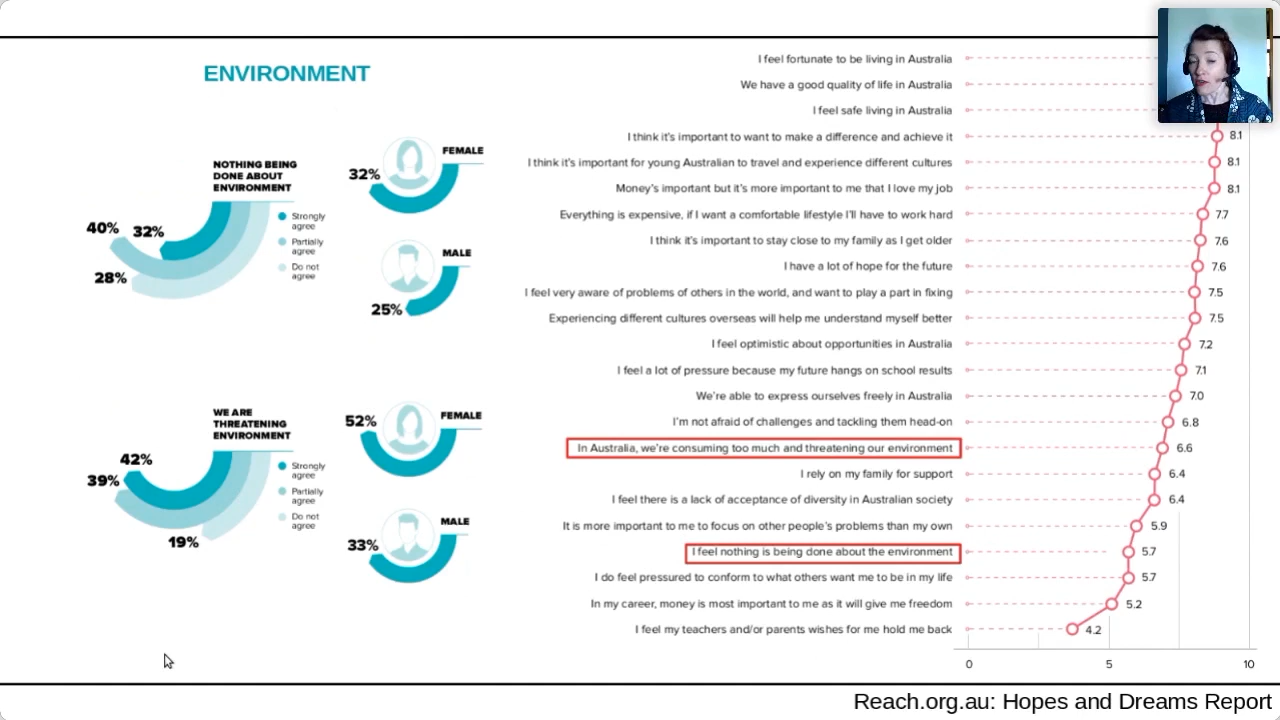 ENVIRONMENT
NOTHING BEING
DONE ABOUT
ENVIRONMENT
40%
32%
28%
Strongly
agree
Partially
agree
Do not
agree
FEMALE
32%
MALE
25%
WE ARE
THREATENING
ENVIRONMENT
42%
39%
19%
Strongly
agree
Partially
agree
Do not
agree
FEMALE
52%
MALE
33%
I feel fortunate to be living in Australia
We have a good quality of life in Australia
I feel safe living in Australia
I think it's important to want to make a difference and achieve it 8.1
I think it's important for young Australian to travel and experience different cultures 8.1
Money's important but it's more important to me that I love my job 8.1
Everything is expensive, if I want a comfortable lifestyle I'll have to work hard 7.7
I think it's important to stay close to my family as I get older 7.6
I have a lot of hope for the future 7.6
I feel very aware of problems of others in the world, and want to play a part in fixing 7.5
Experiencing different cultures overseas will help me understand myself better 7.5
I feel optimistic about opportunities in Australia 7.2
I feel a lot of pressure because my future hangs on school results 7.1
We're able to express ourselves freely in Australia 7.0
I'm not afraid of challenges and tackling them head-on 6.8
In Australia, we're consuming too much and threatening our environment 6.6
I rely on my family for support 6.4
I feel there is a lack of acceptance of diversity in Australian society 6.4
It is more important to me to focus on other people's problems than my own 5.9
I feel nothing is being done about the environment 5.7
I do feel pressured to conform to what others want me to be in my life 5.7
In my career, money is most important to me as it will give me freedom 5.2
I feel my teachers and/or parents wishes for me hold me back 4.2
0 5 10
Reach.org.au: Hopes and Dreams Report